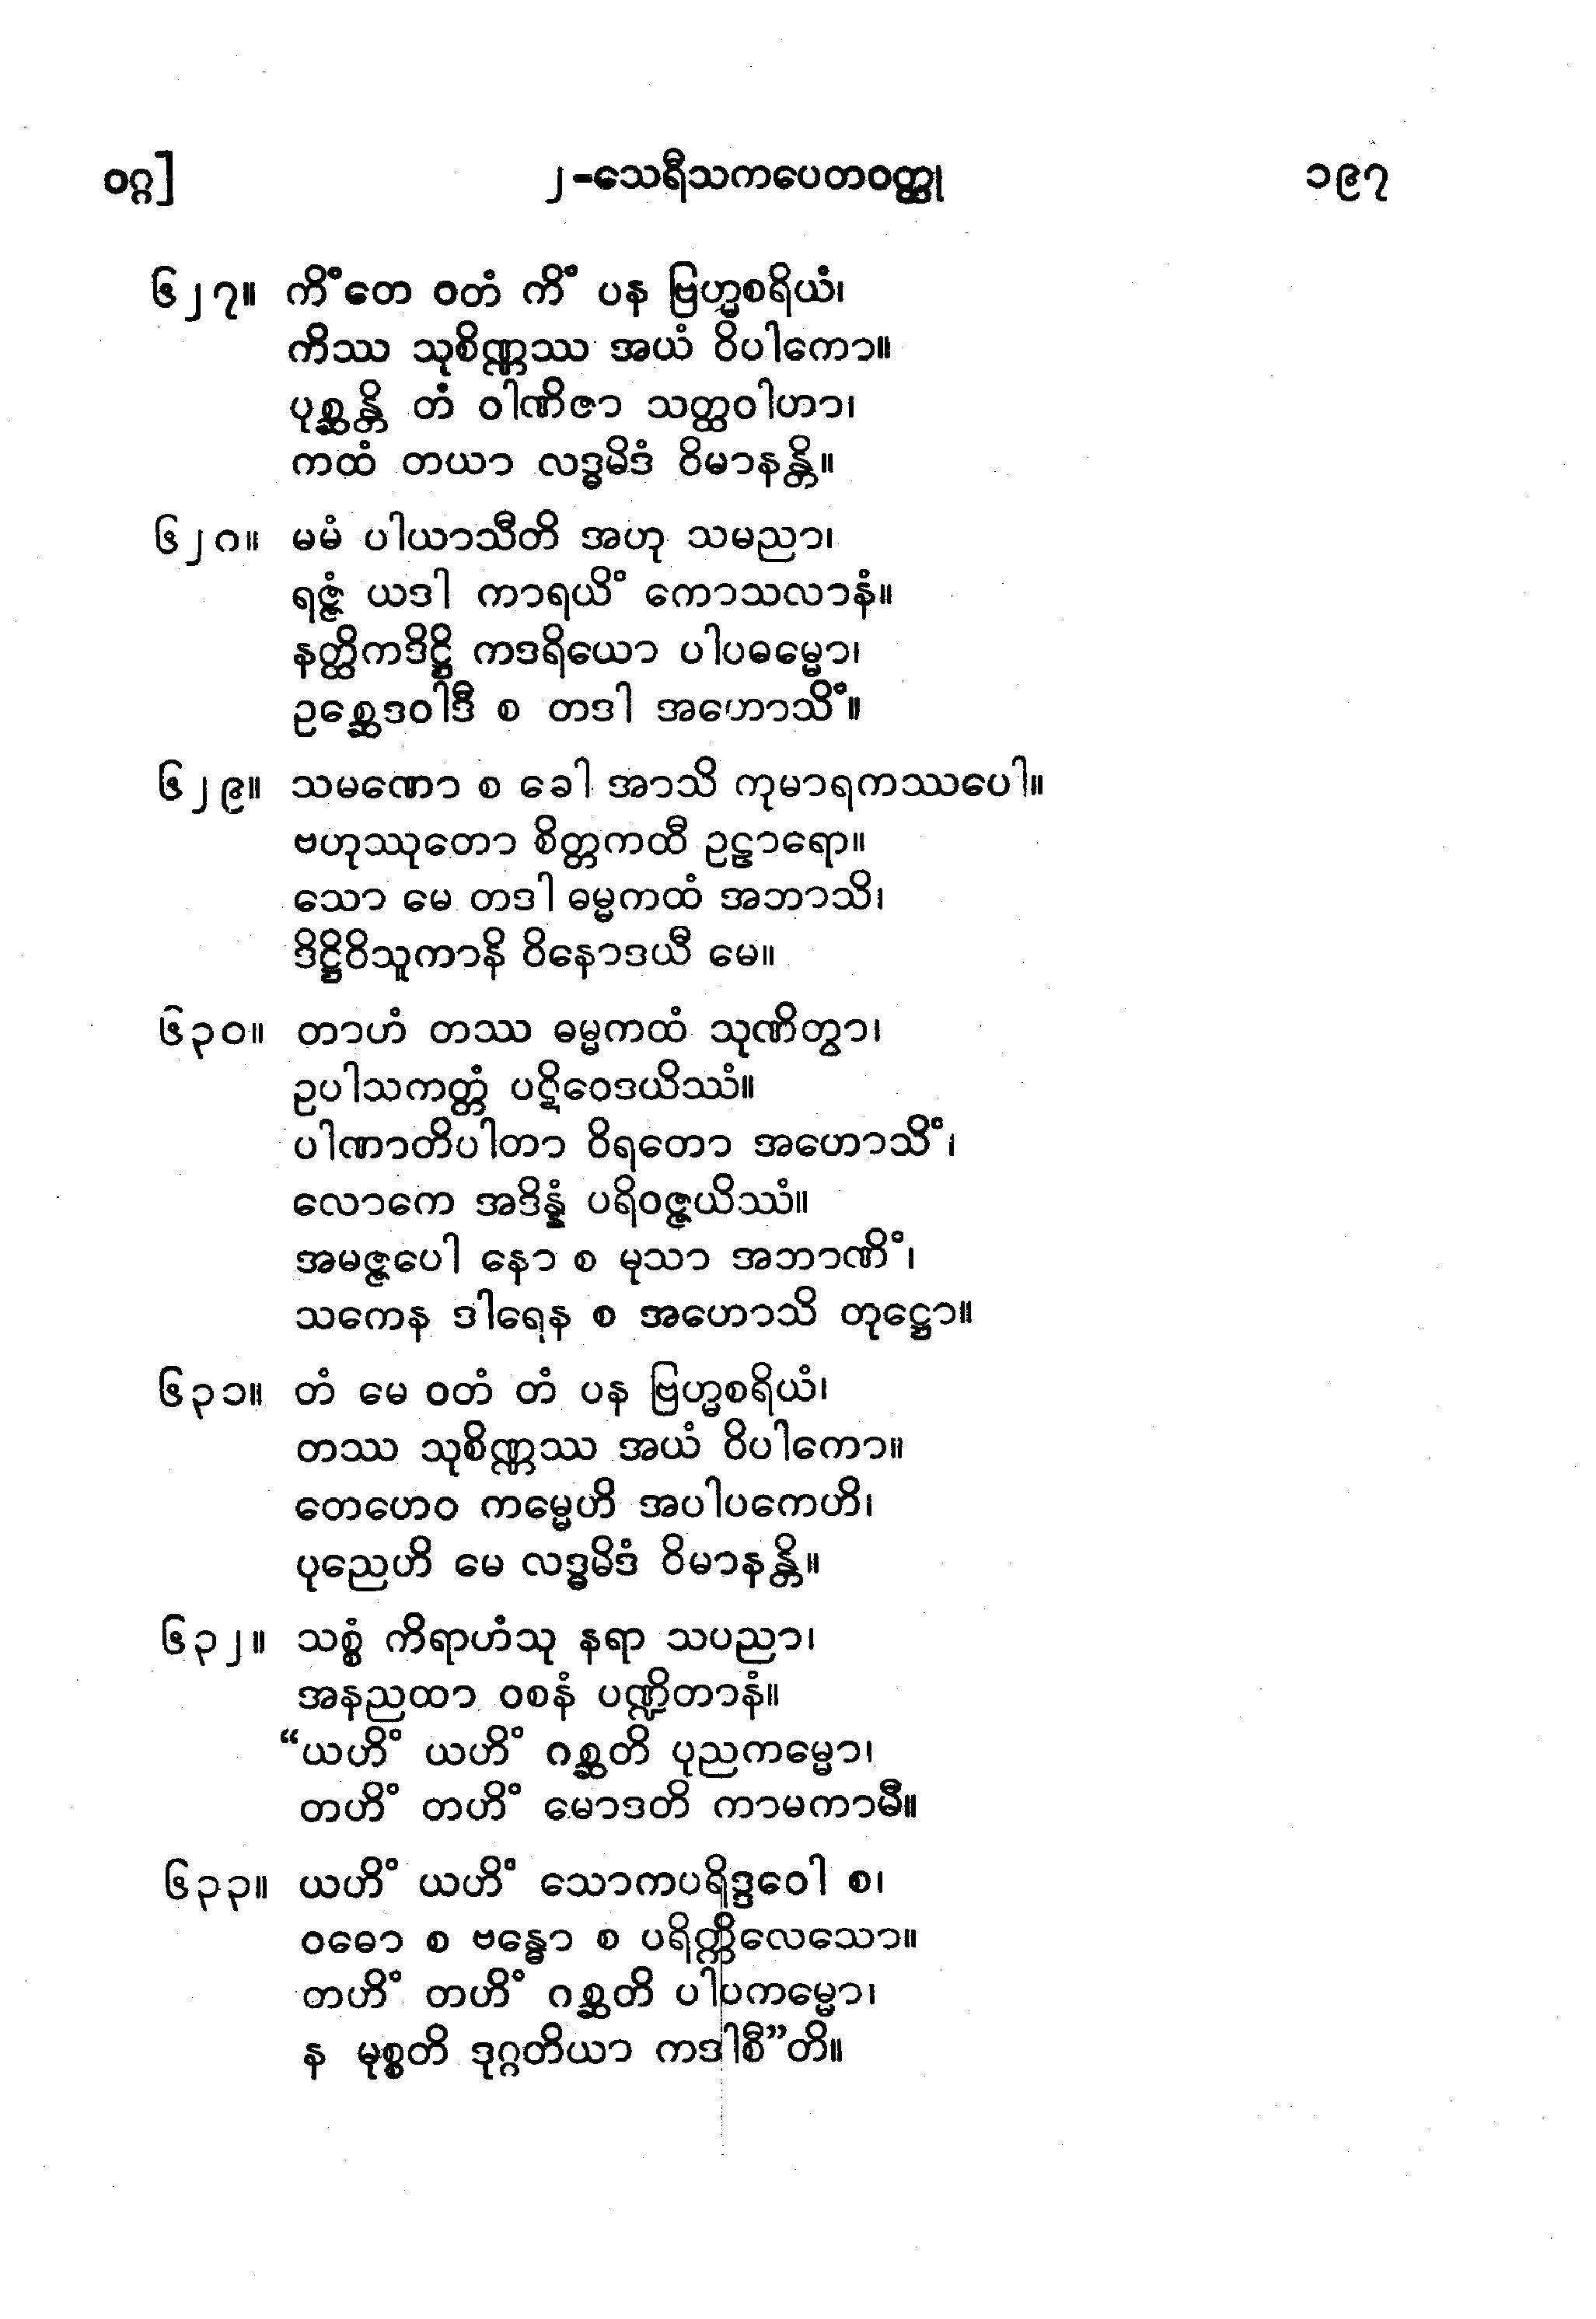 ဝဂ္ဂ]
၂-သေရီသကပေတဝတ္ထု
၁၉၇
၆၂၇။ ကိံ တေ ဝတံ ကိံ ပန ဗြဟ္မစရိယံ၊
ကိဿ သုစိဏ္ဏဿ အယံ ဝိပါကော။
ပုစ္ဆန္တိ တံ ဝါဏိဇာ သတ္ထဝါဟာ၊
ကထံ တယာ လဒ္ဓမိဒံ ဝိမာနန္တိ။
၆၂၈။ မမံ ပါယာသီတိ အဟု သမညာ၊
ရဇ္ဇံ ယဒါ ကာရယိံ ကောသလာနံ။
နတ္ထိကဒိဋ္ဌိ ကဒရိယော ပါပဓမ္မော၊
ဥစ္ဆေဒဝါဒီ စ တဒါ အဟောသိံ။
၆၂၉။ သမဏော စ ခေါ အာသိ ကုမာရကဿပေါ။
ဗဟုဿုတော စိတ္တကထီ ဥဠာရော။
သော မေ တဒါ ဓမ္မကထံ အဘာသိ၊
ဒိဋ္ဌိဝိသူကာနိ ဝိနောဒယီ မေ။
၆၃၀။ တာဟံ တဿ ဓမ္မကထံ သုဏိတွာ၊
ဥပါသကတ္တံ ပဋိဝေဒယိဿံ။
ပါဏာတိပါတာ ဝိရတော အဟောသိံ၊
လောကေ အဒိန္နံ ပရိဝဇ္ဇယိဿံ။
အမဇ္ဇပေါ နော စ မုသာ အဘာဏိံ၊
သကေန ဒါရေန စ အဟောသိ တုဋ္ဌော။
၆၃၁။ တံ မေ ဝတံ တံ ပန ဗြဟ္မစရိယံ၊
တဿ သုစိဏ္ဏဿ အယံ ဝိပါကော။
တေဟေဝ ကမ္မေဟိ အပါပကေဟိ၊
ပုညေဟိ မေ လဒ္ဓမိဒံ ဝိမာနန္တိ။
၆၃၂။ သစ္စံ ကိရာဟံသု နရာ သပညာ၊
အနညထာ ဝစနံ ပဏ္ဍိတာနံ။
“ယဟိံ ယဟိံ ဂစ္ဆတိ ပုညကမ္မော၊
တဟိံ တဟိံ မောဒတိ ကာမကာမီ။
၆၃၃။ ယဟိံ ယဟိံ သောကပရိဒ္ဒဝေါ စ၊
ဝဓော စ ဗန္ဓော စ ပရိက္ကိလေသော။
တဟိံ တဟိံ ဂစ္ဆတိ ပါပကမ္မော၊
န မုစ္စတိ ဒုဂ္ဂတိယာ ကဒါစီ”တိ။